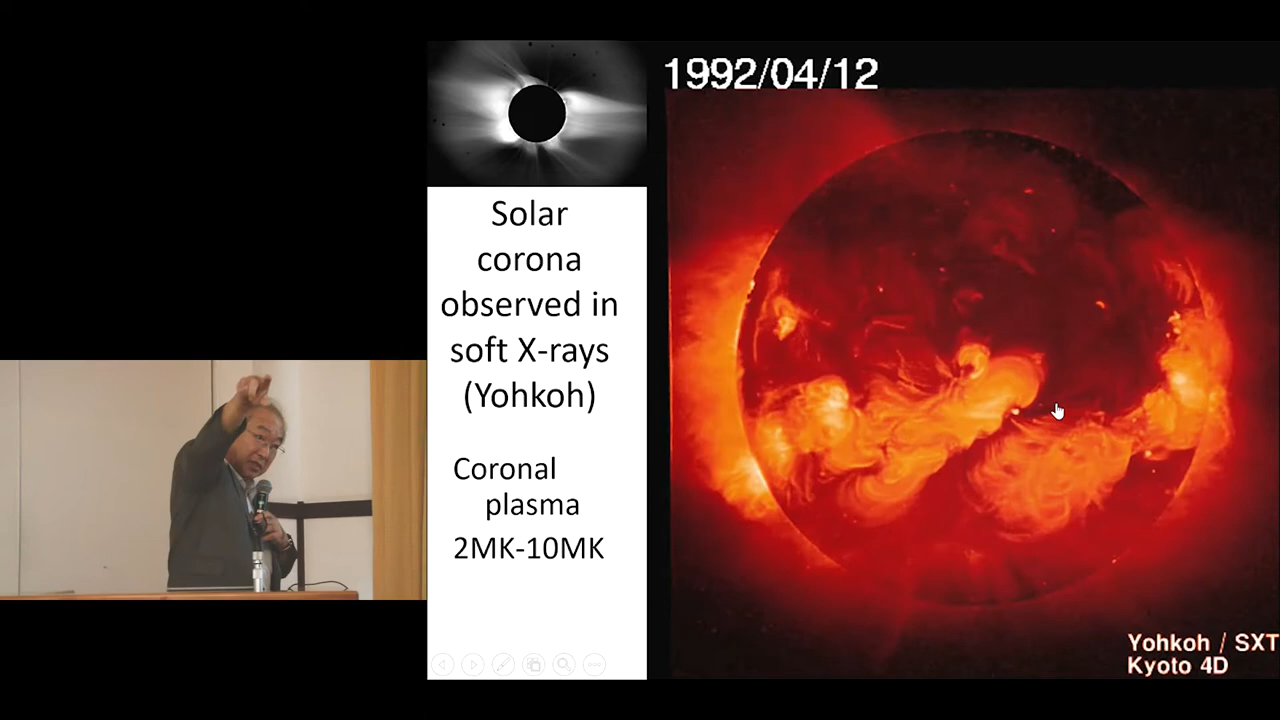 1992/04/12
Solar
corona
observed in
soft X-rays
(Yohkoh)
Coronal
plasma
2MK-10MK
Yohkoh / SXT
Kyoto 4D